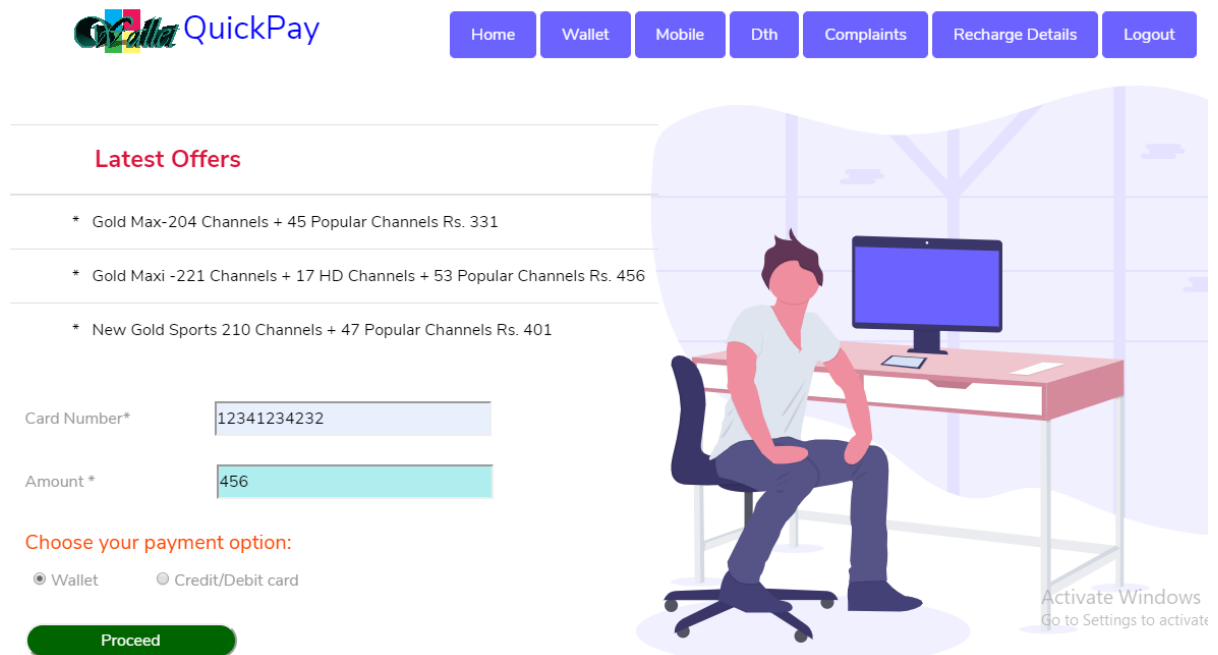 Wallet QuickPay
Home Wallet Mobile Dth Complaints Recharge Details Logout
Latest Offers
* Gold Max-204 Channels + 45 Popular Channels Rs. 331
* Gold Maxi -221 Channels + 17 HD Channels + 53 Popular Channels Rs. 456
* New Gold Sports 210 Channels + 47 Popular Channels Rs. 401
Card Number* 12341234232
Amount * 456
Choose your payment option:
Wallet Credit/Debit card
Proceed
Activate Windows
Go to Settings to activate